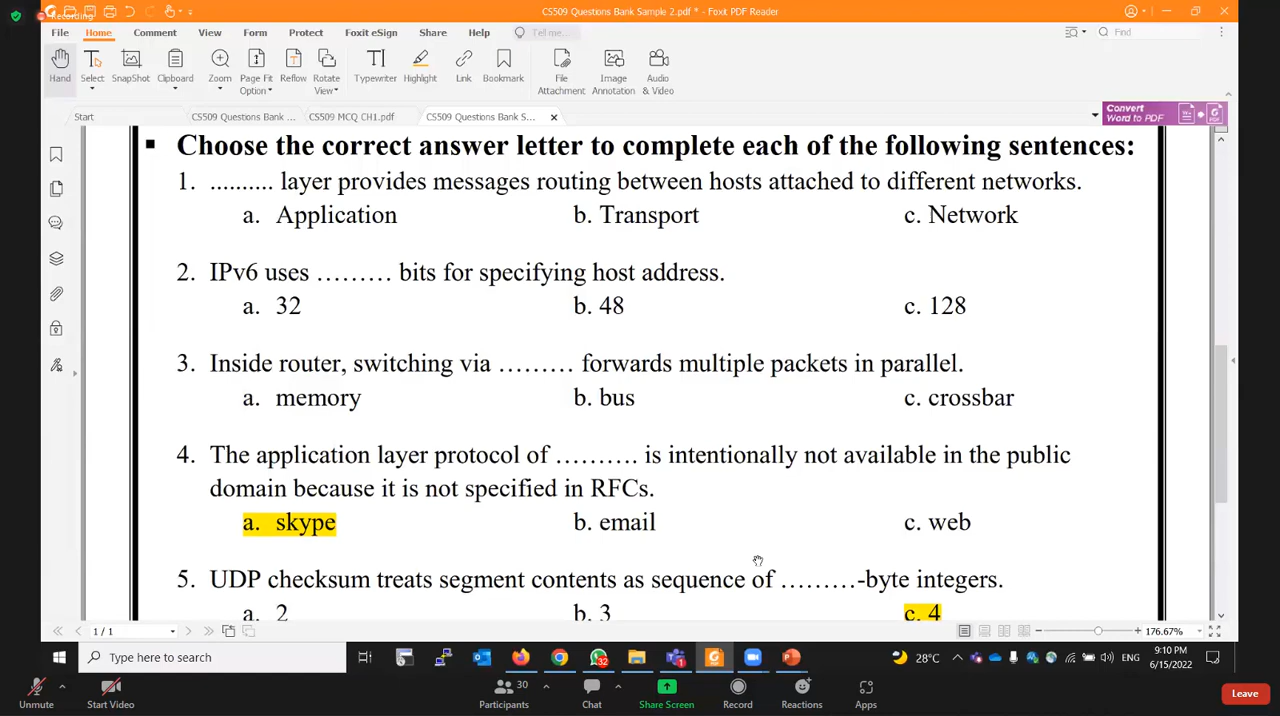 Recording
CS509 Questions Bank Sample 2.pdf * - Foxit PDF Reader
File Home Comment View Form Protect Foxit eSign Share Help Tell me... Find
Hand Select SnapShot Clipboard Zoom Page Fit Option Reflow Rotate View Typewriter Highlight Link Bookmark File Attachment Image Annotation Audio & Video
Start CS509 Questions Bank ... CS509 MCQ CH1.pdf CS509 Questions Bank S... Convert Word to PDF
▪ Choose the correct answer letter to complete each of the following sentences:
1. .......... layer provides messages routing between hosts attached to different networks.
a. Application b. Transport c. Network
2. IPv6 uses ……… bits for specifying host address.
a. 32 b. 48 c. 128
3. Inside router, switching via ……… forwards multiple packets in parallel.
a. memory b. bus c. crossbar
4. The application layer protocol of ………. is intentionally not available in the public
domain because it is not specified in RFCs.
a. skype b. email c. web
5. UDP checksum treats segment contents as sequence of ………-byte integers.
a. 2 b. 3 c. 4
1 / 1 176.67%
Type here to search 32 1 28°C ENG 9:10 PM
6/15/2022
Unmute Start Video 30 Participants Chat Share Screen Record Reactions Apps Leave